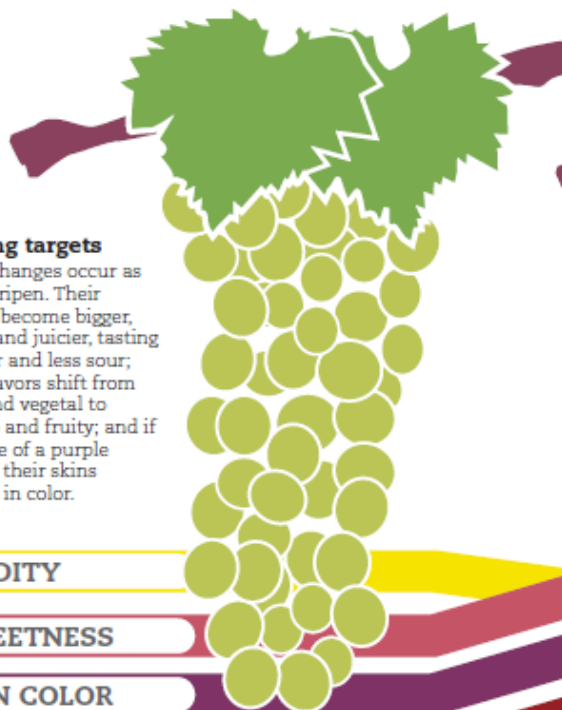 ng targets
hanges occur as
ripen. Their
become bigger,
and juicier, tasting
r and less sour;
avors shift from
nd vegetal to
and fruity; and if
e of a purple
their skins
in color.
DITY
EETNESS
N COLOR